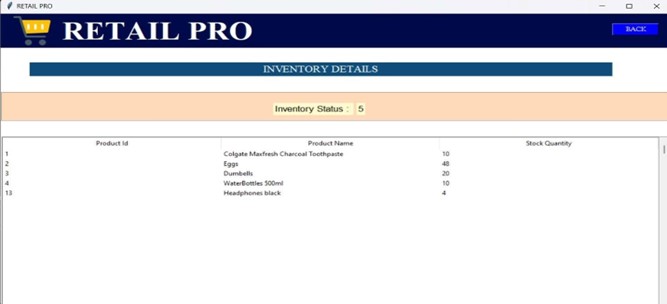 RETAIL PRO
RETAIL PRO
BACK
INVENTORY DETAILS
Inventory Status : 5
Product Id Product Name Stock Quantity
1 Colgate Maxfresh Charcoal Toothpaste 10
2 Eggs 48
3 Dumbells 20
4 WaterBottles 500ml 10
13 Headphones black 4